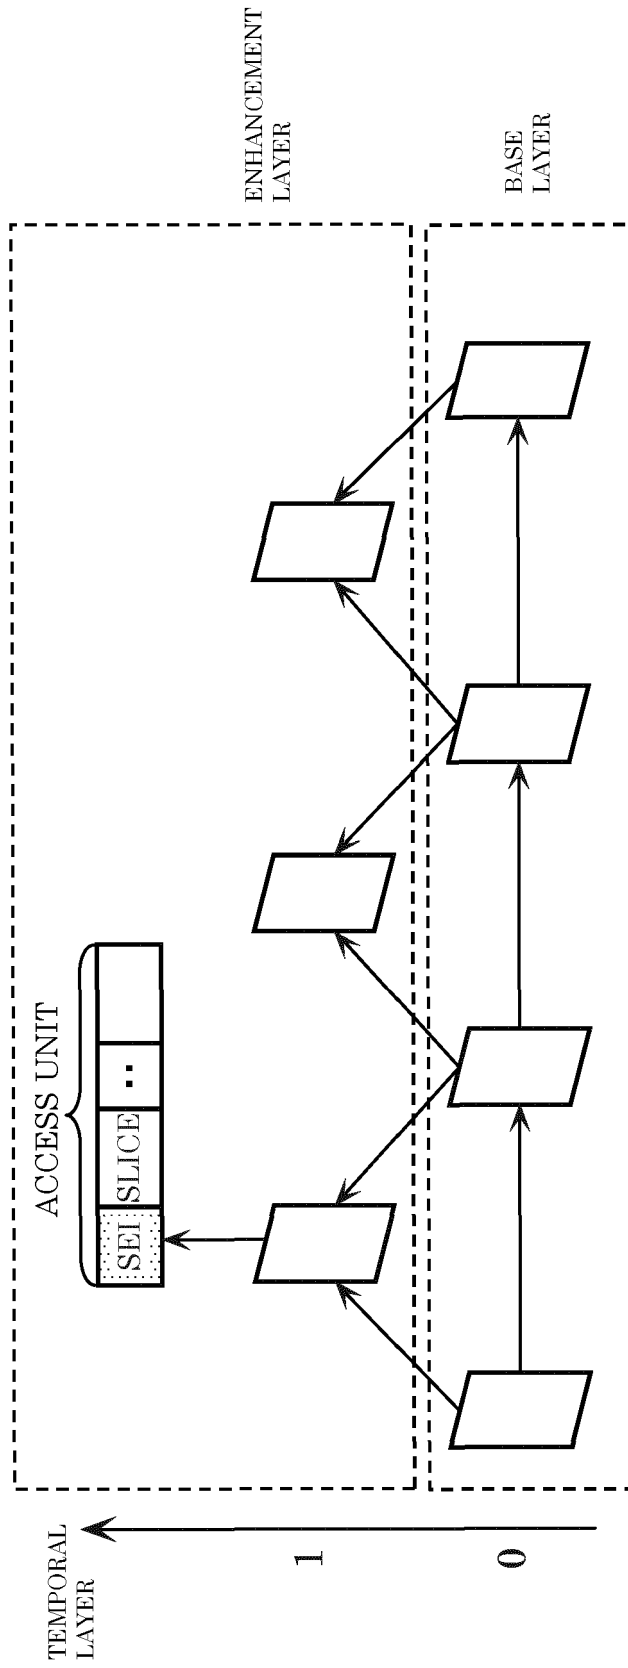 TEMPORAL
LAYER
1
0
ACCESS UNIT
SEI
SLICE
..
ENHANCEMENT
LAYER
BASE
LAYER